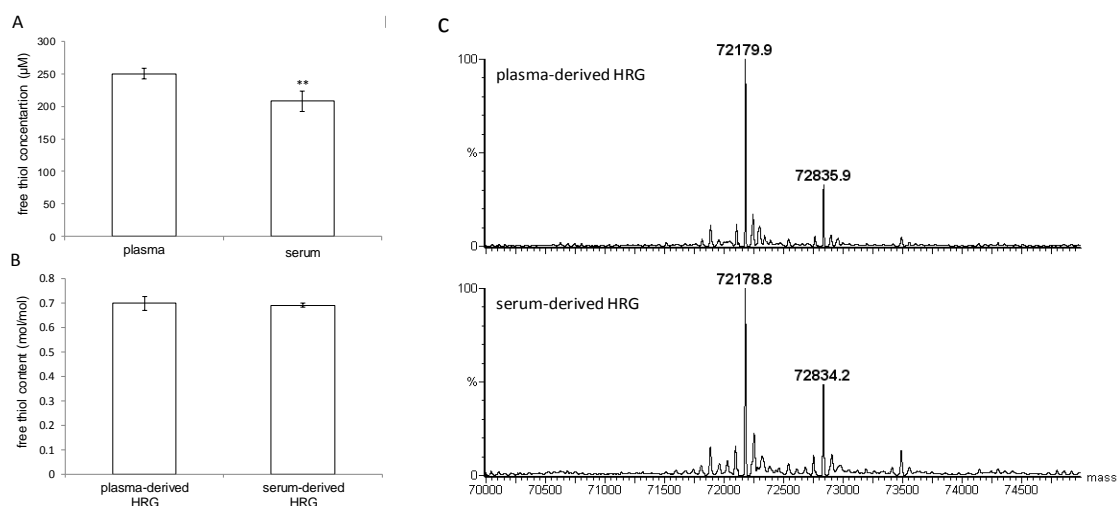 A
free thiol concentartion (µM)
300
250
200
150
100
50
0
**
plasma
serum
B
free thiol content (mol/mol)
0.8
0.7
0.6
0.5
0.4
0.3
0.2
0.1
0
plasma-derived
HRG
serum-derived
HRG
C
plasma-derived HRG
100
%
0
72179.9
72835.9
serum-derived HRG
100
%
0
72178.8
72834.2
70000 70500 71000 71500 72000 72500 73000 73500 74000 74500 mass